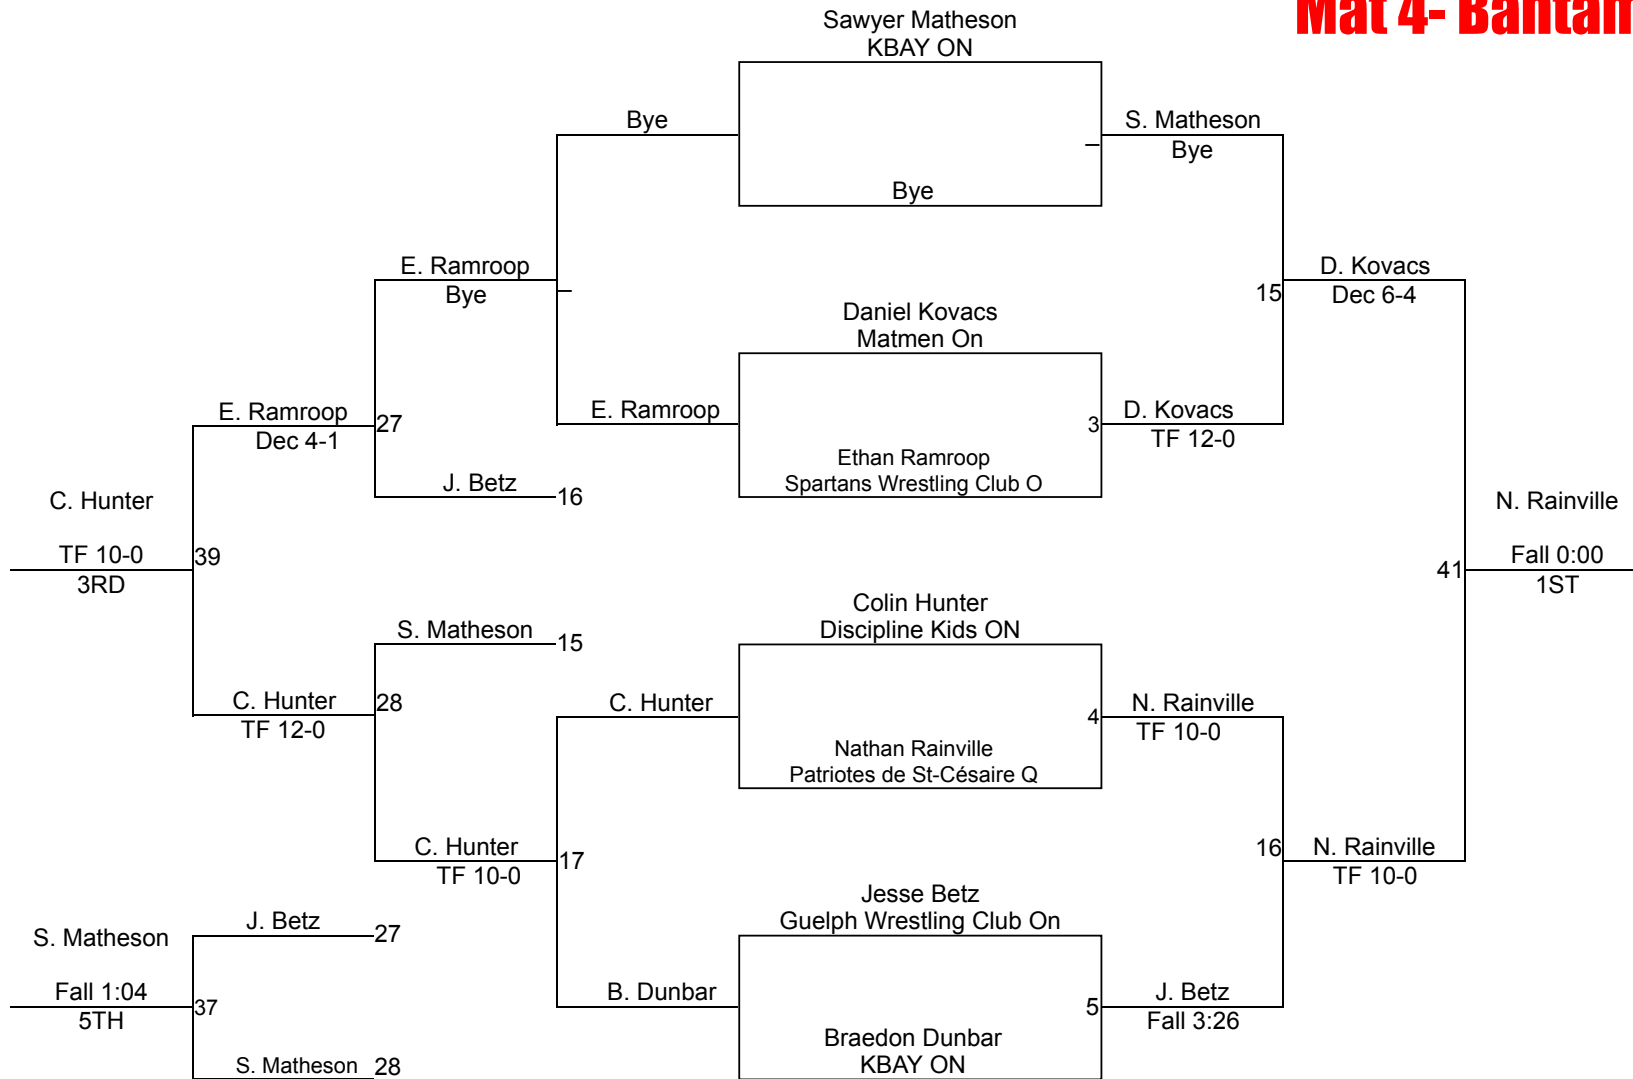 Mat 4- Bantam
Sawyer Matheson
KBAY ON
Bye
S. Matheson
Bye
Bye
E. Ramroop
Bye
D. Kovacs
Dec 6-4
15
Daniel Kovacs
Matmen On
E. Ramroop
Dec 4-1
27
E. Ramroop
3
D. Kovacs
TF 12-0
Ethan Ramroop
Spartans Wrestling Club O
J. Betz
16
C. Hunter
TF 10-0
3RD
39
N. Rainville
Fall 0:00
1ST
41
Colin Hunter
Discipline Kids ON
S. Matheson
15
C. Hunter
TF 12-0
28
C. Hunter
4
N. Rainville
TF 10-0
Nathan Rainville
Patriotes de St-Césaire Q
C. Hunter
TF 10-0
17
16
N. Rainville
TF 10-0
Jesse Betz
Guelph Wrestling Club On
S. Matheson
Fall 1:04
5TH
J. Betz
27
37
B. Dunbar
5
J. Betz
Fall 3:26
Braedon Dunbar
KBAY ON
S. Matheson
28